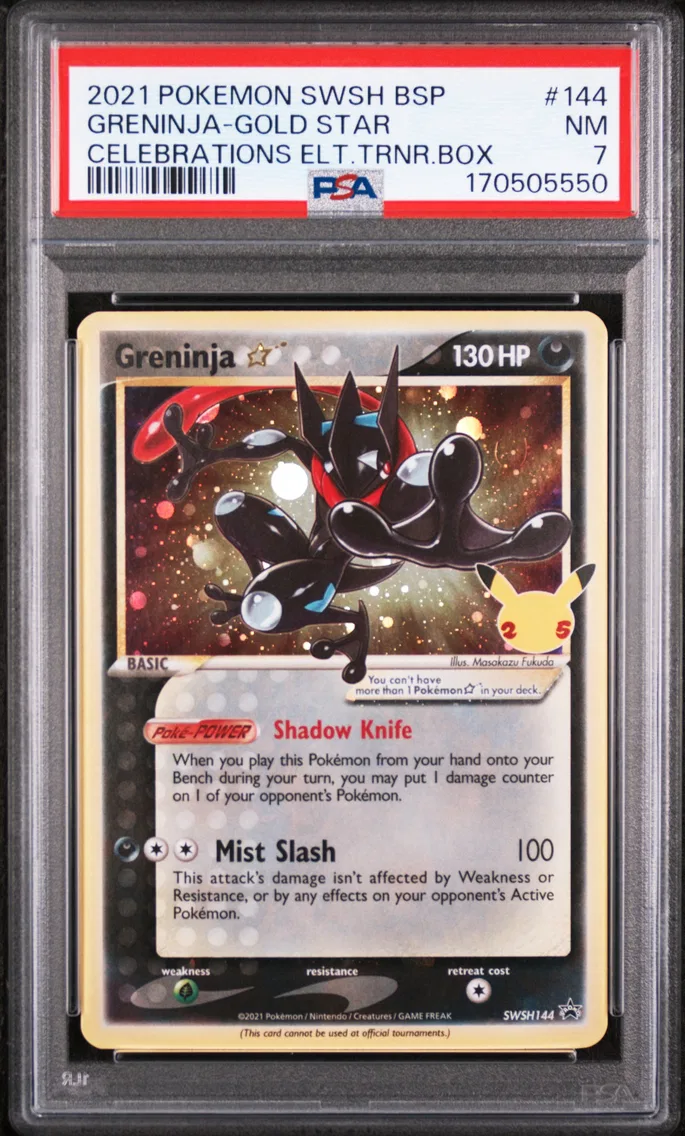 2021 POKEMON SWSH BSP #144
GRENINJA-GOLD STAR NM
CELEBRATIONS ELT.TRNR.BOX 7
PSA 170505550
Greninja ☆ 130 HP
25
BASIC
Illus. Masakazu Fukuda
You can't have
more than 1 Pokémon☆ in your deck.
Poké-POWER Shadow Knife
When you play this Pokémon from your hand onto your
Bench during your turn, you may put 1 damage counter
on 1 of your opponent's Pokémon.
Mist Slash 100
This attack's damage isn't affected by Weakness or
Resistance, or by any effects on your opponent's Active
Pokémon.
weakness resistance retreat cost
©2021 Pokémon / Nintendo / Creatures / GAME FREAK SWSH144
(This card cannot be used at official tournaments.)
PSA